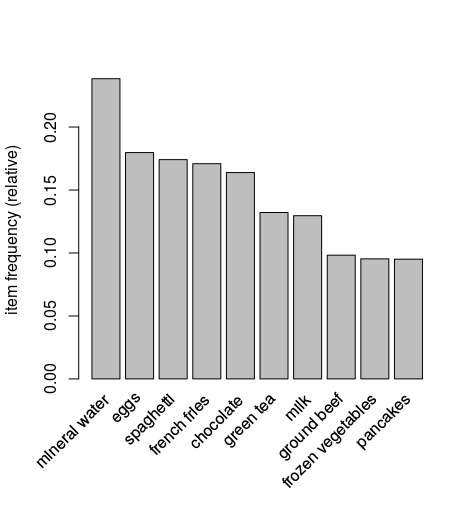 item frequency (relative)
0.20
0.15
0.10
0.05
0.00
mineral water
eggs
spaghetti
french fries
chocolate
green tea
milk
ground beef
frozen vegetables
pancakes